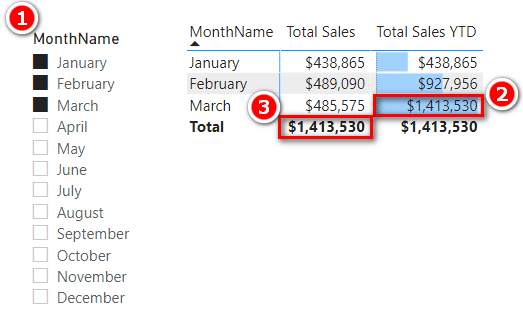 1
MonthName
January
February
March
April
May
June
July
August
September
October
November
December
MonthName Total Sales Total Sales YTD
January $438,865 $438,865
February $489,090 $927,956
2
March $485,575 $1,413,530
3
Total $1,413,530 $1,413,530